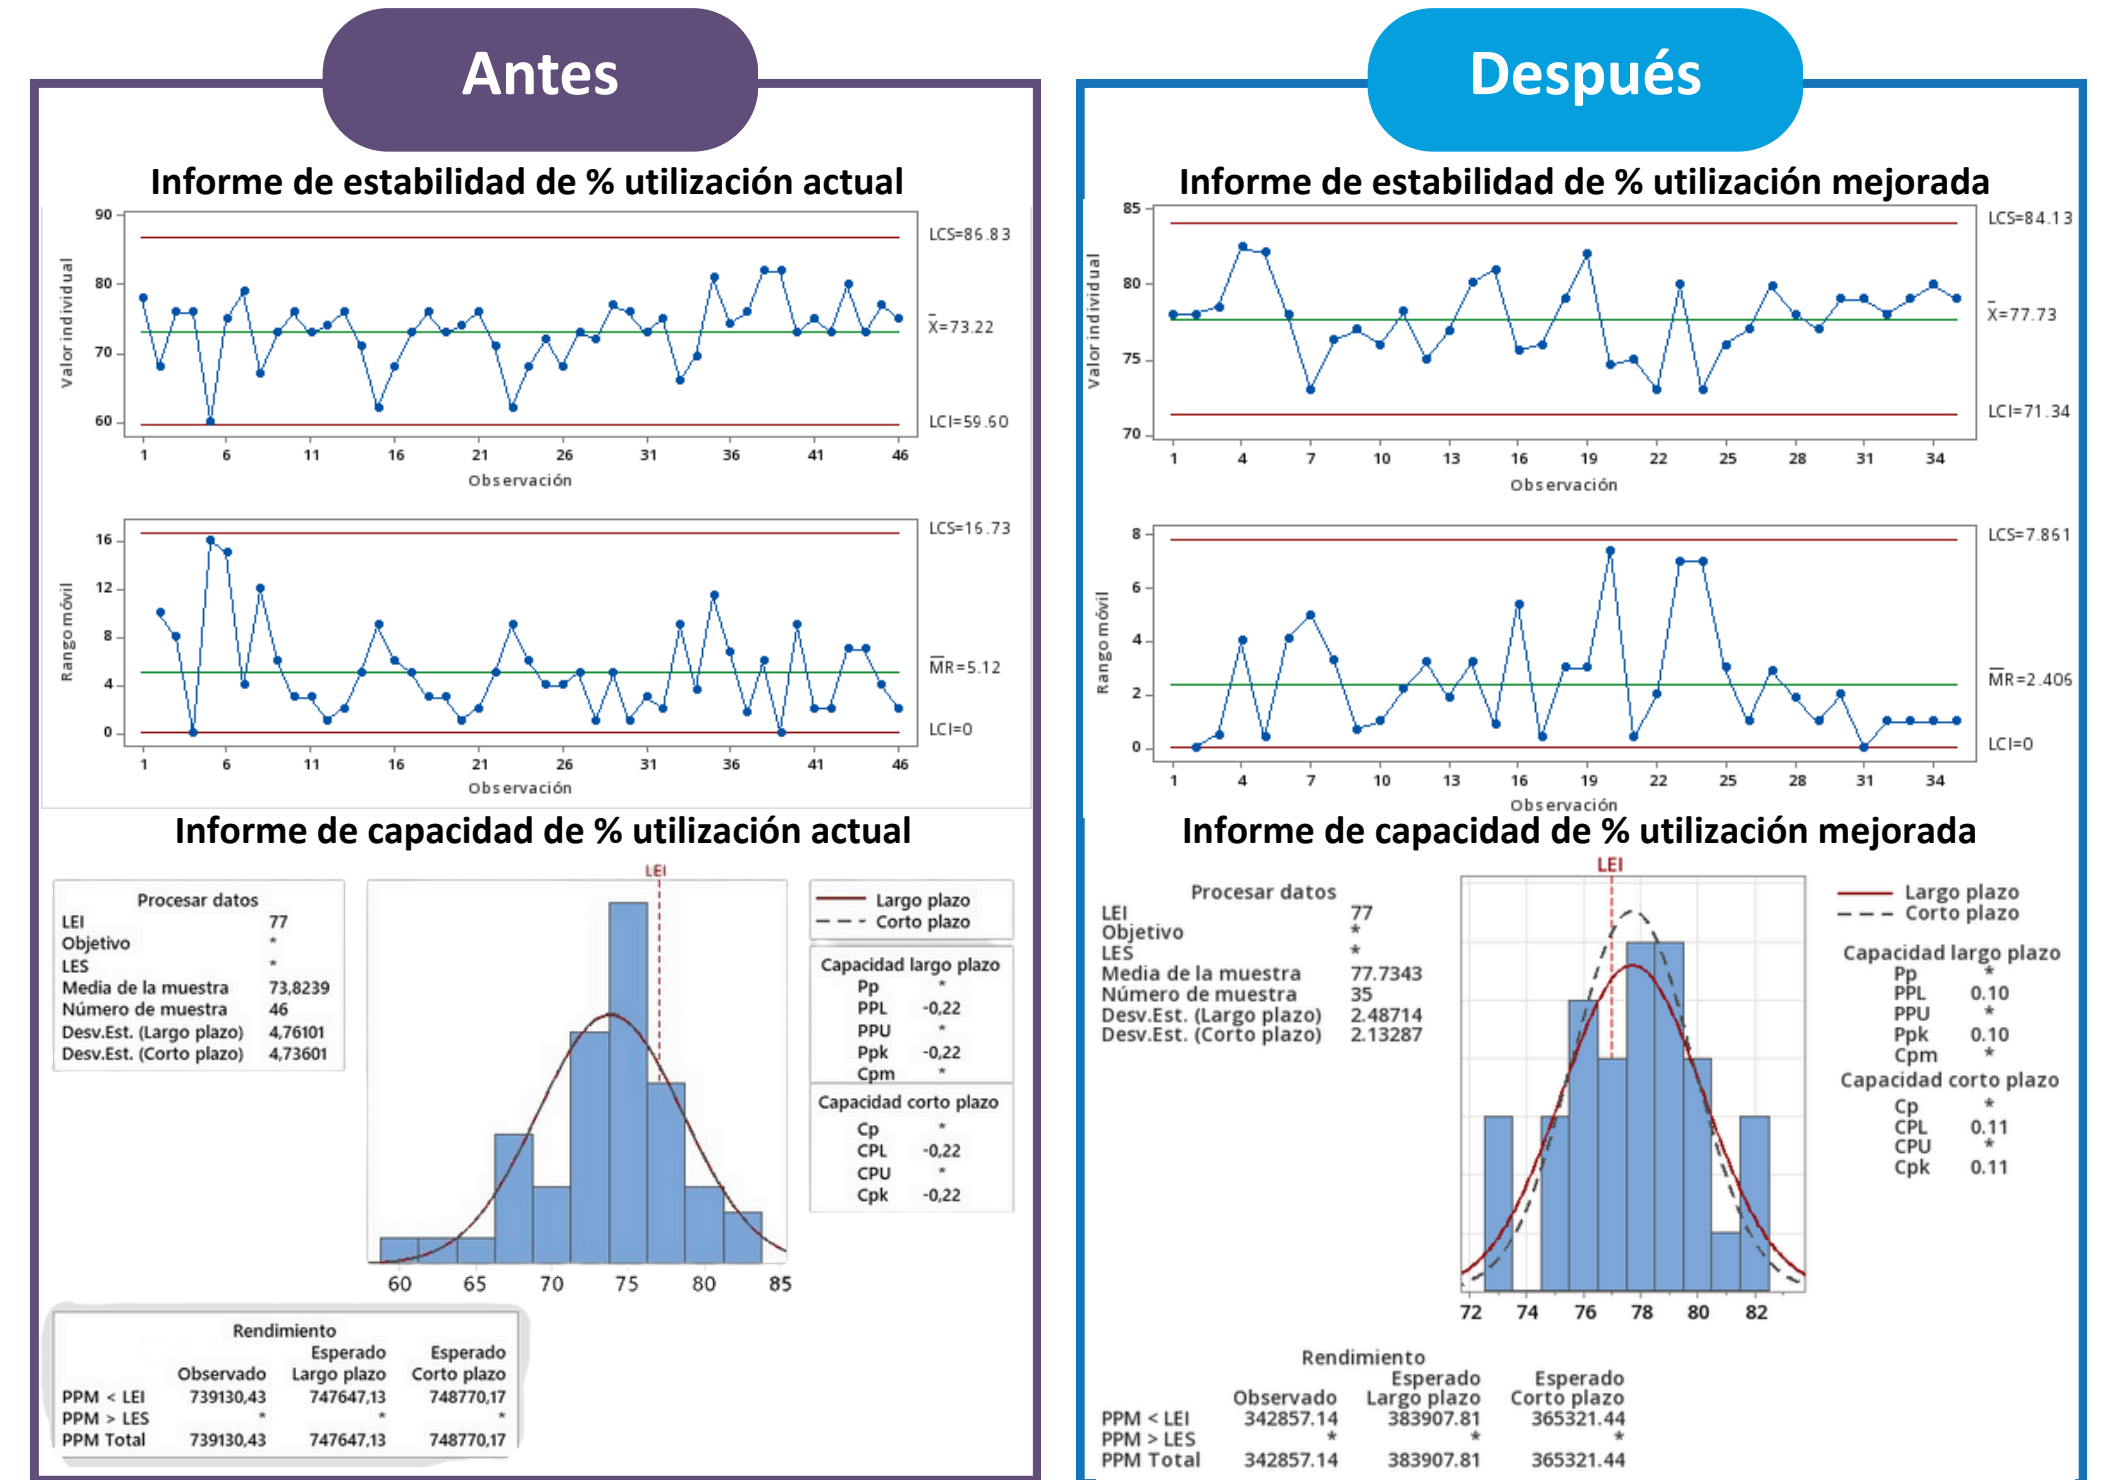 Antes
Informe de estabilidad de % utilización actual
90
80
70
60
Valor individual
LCS=86.83
X=73.22
LCI=59.60
1 6 11 16 21 26 31 36 41 46
Observación
16
12
8
4
0
Rango móvil
LCS=16.73
MR=5.12
LCI=0
1 6 11 16 21 26 31 36 41 46
Observación
Informe de capacidad de % utilización actual
Procesar datos
LEI 77
Objetivo *
LES *
Media de la muestra 73,8239
Número de muestra 46
Desv.Est. (Largo plazo) 4,76101
Desv.Est. (Corto plazo) 4,73601
LEI
60 65 70 75 80 85
Largo plazo
Corto plazo
Capacidad largo plazo
Pp *
PPL -0,22
PPU *
Ppk -0,22
Cpm *
Capacidad corto plazo
Cp *
CPL -0,22
CPU *
Cpk -0,22
Rendimiento
Esperado Esperado
Observado Largo plazo Corto plazo
PPM < LEI 739130,43 747647,13 748770,17
PPM > LES * * *
PPM Total 739130,43 747647,13 748770,17
Después
Informe de estabilidad de % utilización mejorada
85
80
75
70
Valor individual
LCS=84.13
X=77.73
LCI=71.34
1 4 7 10 13 16 19 22 25 28 31 34
Observación
8
6
4
2
0
Rango móvil
LCS=7.861
MR=2.406
LCI=0
1 4 7 10 13 16 19 22 25 28 31 34
Observación
Informe de capacidad de % utilización mejorada
Procesar datos
LEI 77
Objetivo *
LES *
Media de la muestra 77.7343
Número de muestra 35
Desv.Est. (Largo plazo) 2.48714
Desv.Est. (Corto plazo) 2.13287
LEI
72 74 76 78 80 82
Largo plazo
Corto plazo
Capacidad largo plazo
Pp *
PPL 0.10
PPU *
Ppk 0.10
Cpm *
Capacidad corto plazo
Cp *
CPL 0.11
CPU *
Cpk 0.11
Rendimiento
Esperado Esperado
Observado Largo plazo Corto plazo
PPM < LEI 342857.14 383907.81 365321.44
PPM > LES * * *
PPM Total 342857.14 383907.81 365321.44